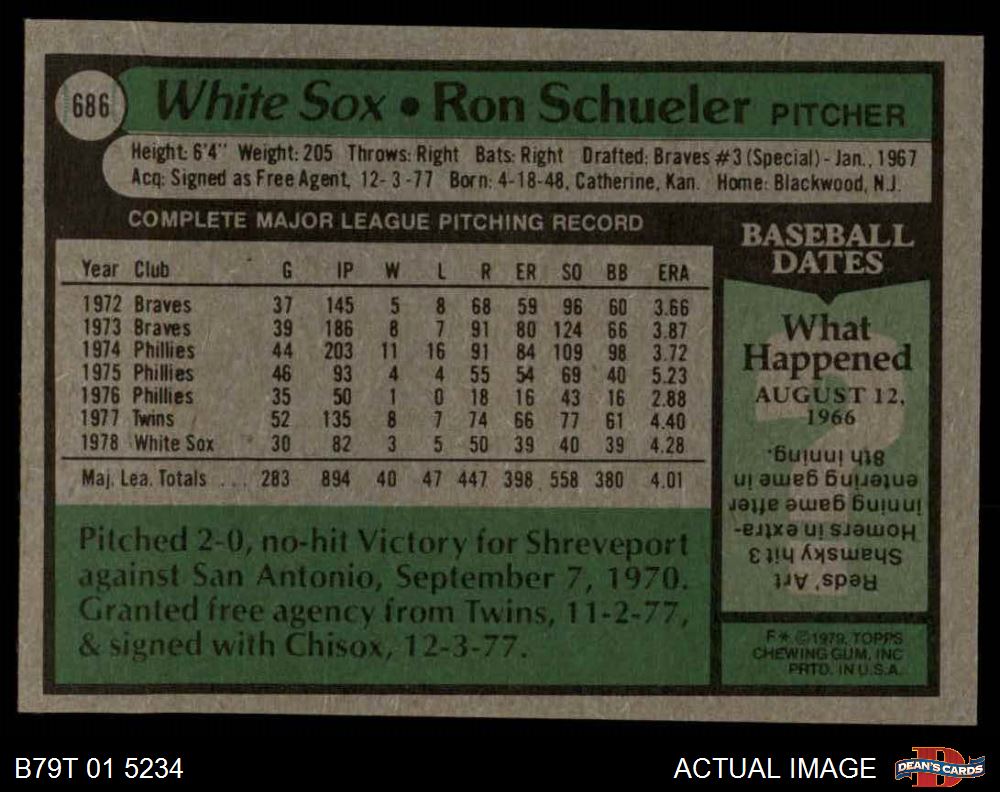 686
White Sox • Ron Schueler PITCHER
Height: 6'4" Weight: 205 Throws: Right Bats: Right Drafted: Braves #3 (Special) - Jan., 1967
Acq: Signed as Free Agent, 12-3-77 Born: 4-18-48, Catherine, Kan. Home: Blackwood, N.J.
COMPLETE MAJOR LEAGUE PITCHING RECORD
Year Club G IP W L R ER SO BB ERA
1972 Braves 37 145 5 8 68 59 96 60 3.66
1973 Braves 39 186 8 7 91 80 124 66 3.87
1974 Phillies 44 203 11 16 91 84 109 98 3.72
1975 Phillies 46 93 4 4 55 54 69 40 5.23
1976 Phillies 35 50 1 0 18 16 43 16 2.88
1977 Twins 52 135 8 7 74 66 77 61 4.40
1978 White Sox 30 82 3 5 50 39 40 39 4.28
Maj. Lea. Totals ... 283 894 40 47 447 398 558 380 4.01
Pitched 2-0, no-hit Victory for Shreveport
against San Antonio, September 7, 1970.
Granted free agency from Twins, 11-2-77,
& signed with Chisox, 12-3-77.
BASEBALL
DATES
What
Happened
AUGUST 12,
1966
Reds' Art
Shamsky hit 3
Homers in extra-
inning game after
entering game in
8th inning.
F* © 1979, TOPPS
CHEWING GUM, INC
PRTD. IN U.S.A.
B79T 01 5234
ACTUAL IMAGE
D
DEAN'S CARDS